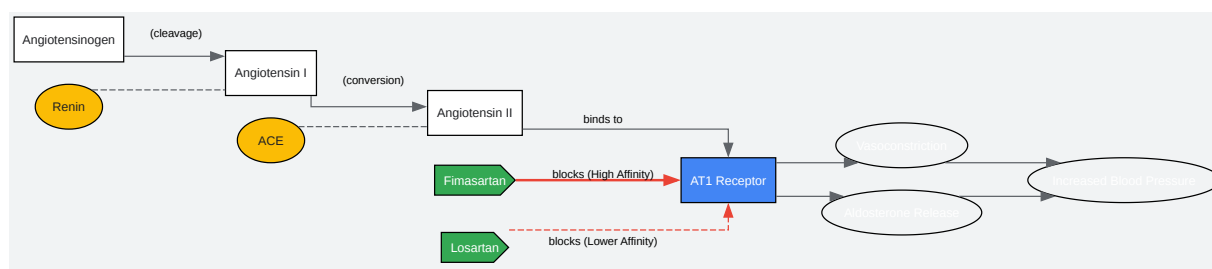 Angiotensinogen
(cleavage)
Angiotensin I
Renin
(conversion)
Angiotensin II
ACE
binds to
Vasoconstriction
Fimasartan
blocks (High Affinity)
AT1 Receptor
Increased Blood Pressure
Aldosterone Release
Losartan
blocks (Lower Affinity)